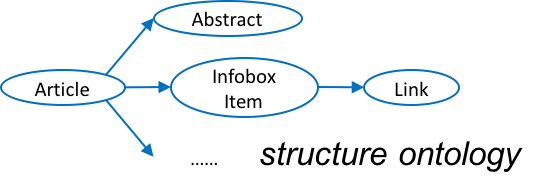 Abstract
Article
Infobox
Item
Link
......
structure ontology